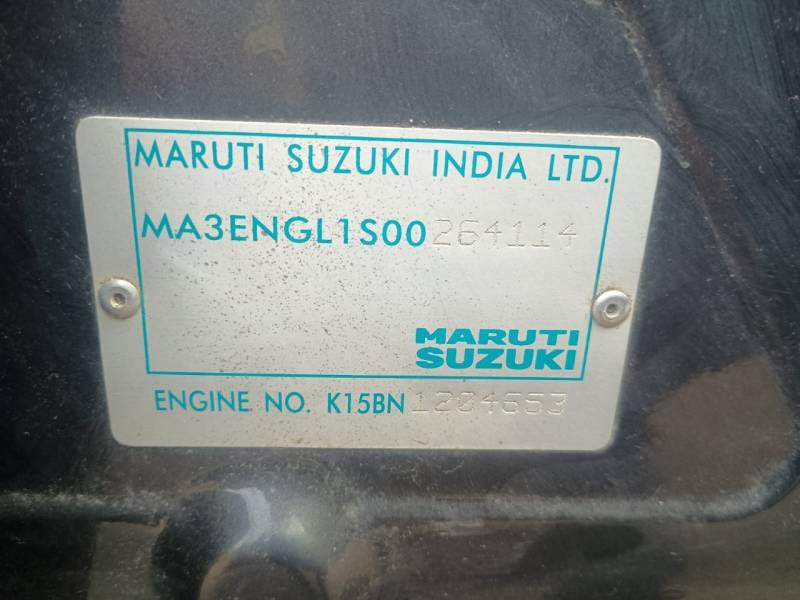 MARUTI SUZUKI INDIA LTD.
MA3ENGL1S00264114
MARUTI
SUZUKI
ENGINE NO. K15BN1204653